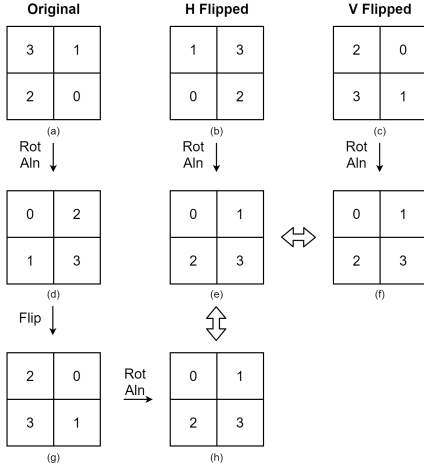 Original H Flipped V Flipped
3 1 1 3 2 0
2 0 0 2 3 1
(a) (b) (c)
Rot Rot Rot
Aln Aln Aln
0 2 0 1 0 1
1 3 2 3 2 3
(d) (e) (f)
Flip
2 0 Rot 0 1
Aln
3 1 2 3
(g) (h)